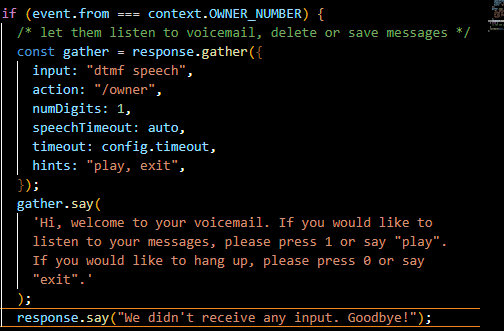 if (event.from === context.OWNER_NUMBER) {
/* let them listen to voicemail, delete or save messages */
const gather = response.gather({
input: "dtmf speech",
action: "/owner",
numDigits: 1,
speechTimeout: auto,
timeout: config.timeout,
hints: "play, exit",
});
gather.say(
'Hi, welcome to your voicemail. If you would like to
listen to your messages, please press 1 or say "play".
If you would like to hang up, please press 0 or say
"exit".'
);
response.say("We didn't receive any input. Goodbye!");